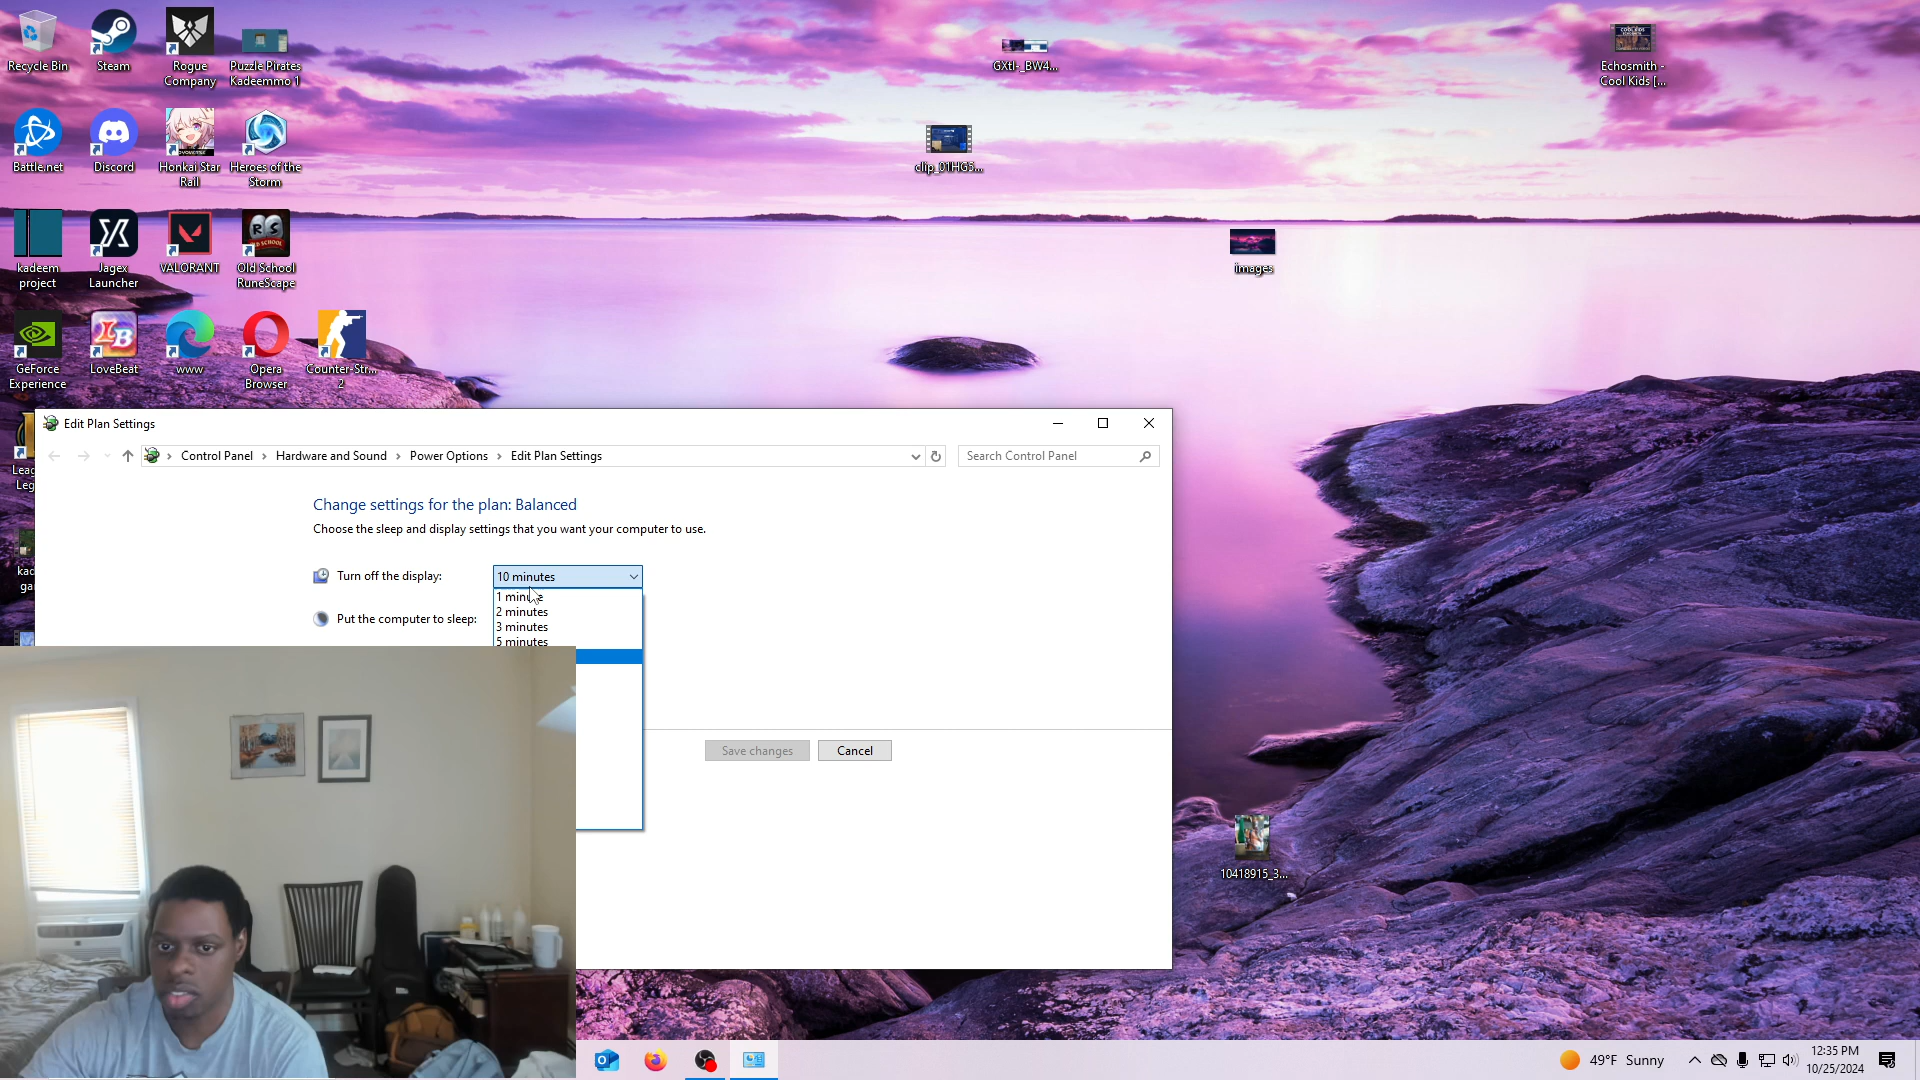 Recycle Bin
Steam
Rogue
Company
Puzzle Pirates
Kadeemmo 1
GXtI-_BW4...
Echosmith -
Cool Kids [...
Battle.net
Discord
Honkai Star
Rail
Heroes of the
Storm
clip_01HG5...
kadeem
project
Jagex
Launcher
VALORANT
Old School
RuneScape
images
GeForce
Experience
LoveBeat
www
Opera
Browser
Counter-Str...
2
Edit Plan Settings
Control Panel > Hardware and Sound > Power Options > Edit Plan Settings
Search Control Panel
Change settings for the plan: Balanced
Choose the sleep and display settings that you want your computer to use.
Turn off the display:
10 minutes
1 minute
2 minutes
3 minutes
5 minutes
Put the computer to sleep:
Save changes
Cancel
10418915_3...
49°F Sunny
12:35 PM
10/25/2024